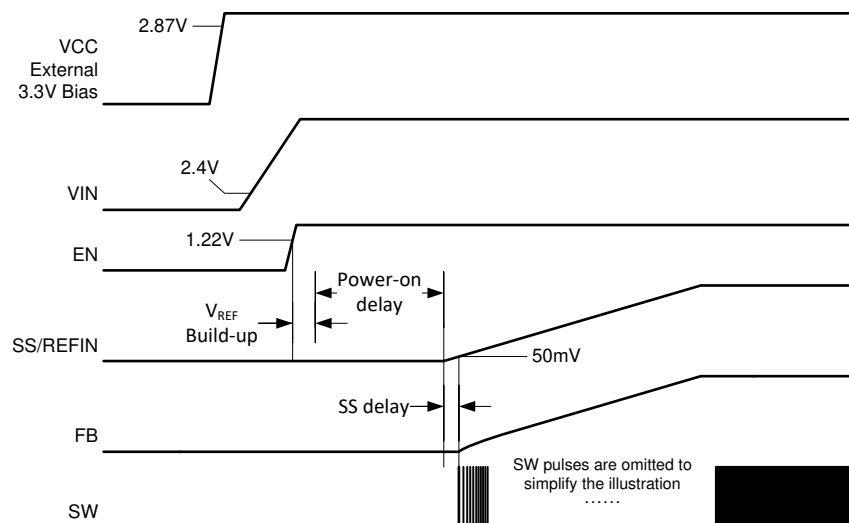 2.87V
VCC
External
3.3V Bias
2.4V
VIN
1.22V
EN
Power-on
delay
VREF
Build-up
SS/REFIN
50mV
SS delay
FB
SW pulses are omitted to
simplify the illustration
......
SW